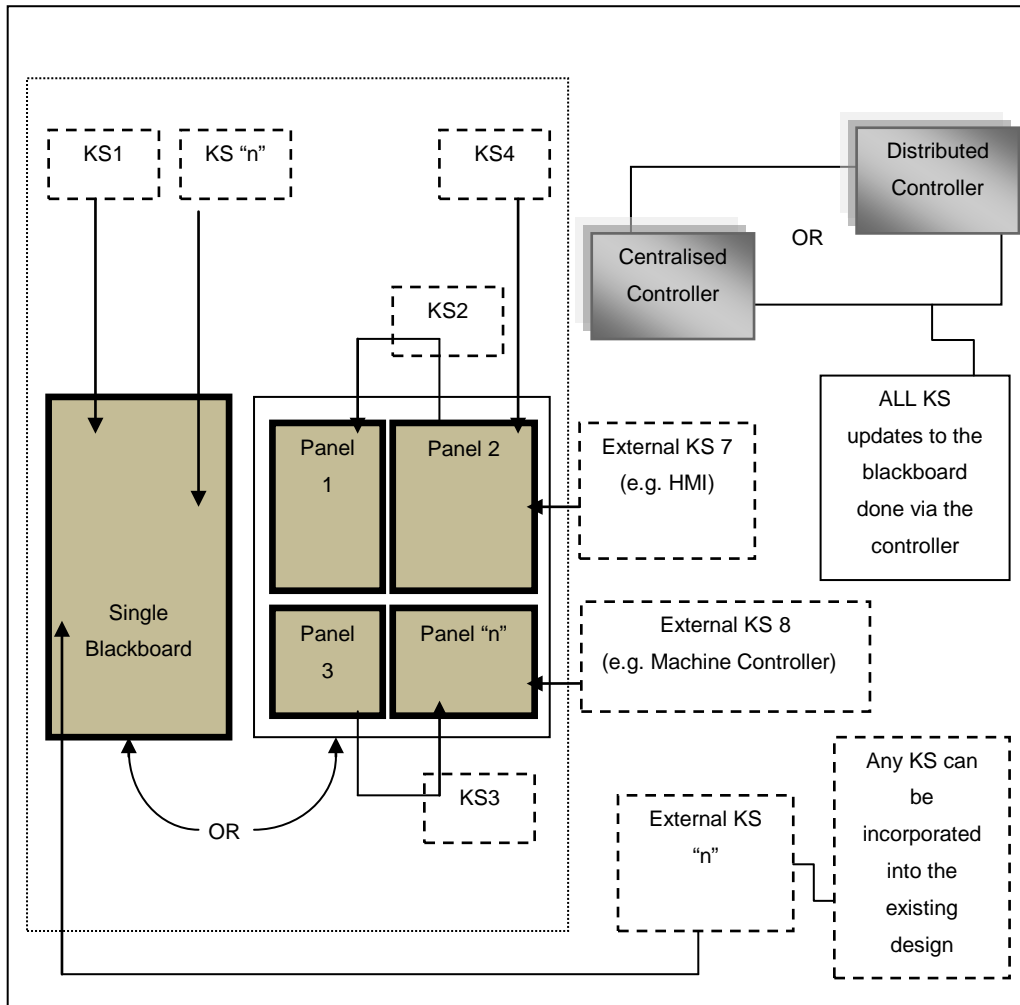 KS1
KS “n”
KS4
Distributed
Controller
OR
Centralised
Controller
KS2
ALL KS
updates to the
blackboard
done via the
controller
Panel
1
Panel 2
External KS 7
(e.g. HMI)
Single
Blackboard
Panel
3
Panel “n”
External KS 8
(e.g. Machine Controller)
KS3
OR
External KS
“n”
Any KS can
be
incorporated
into the
existing
design